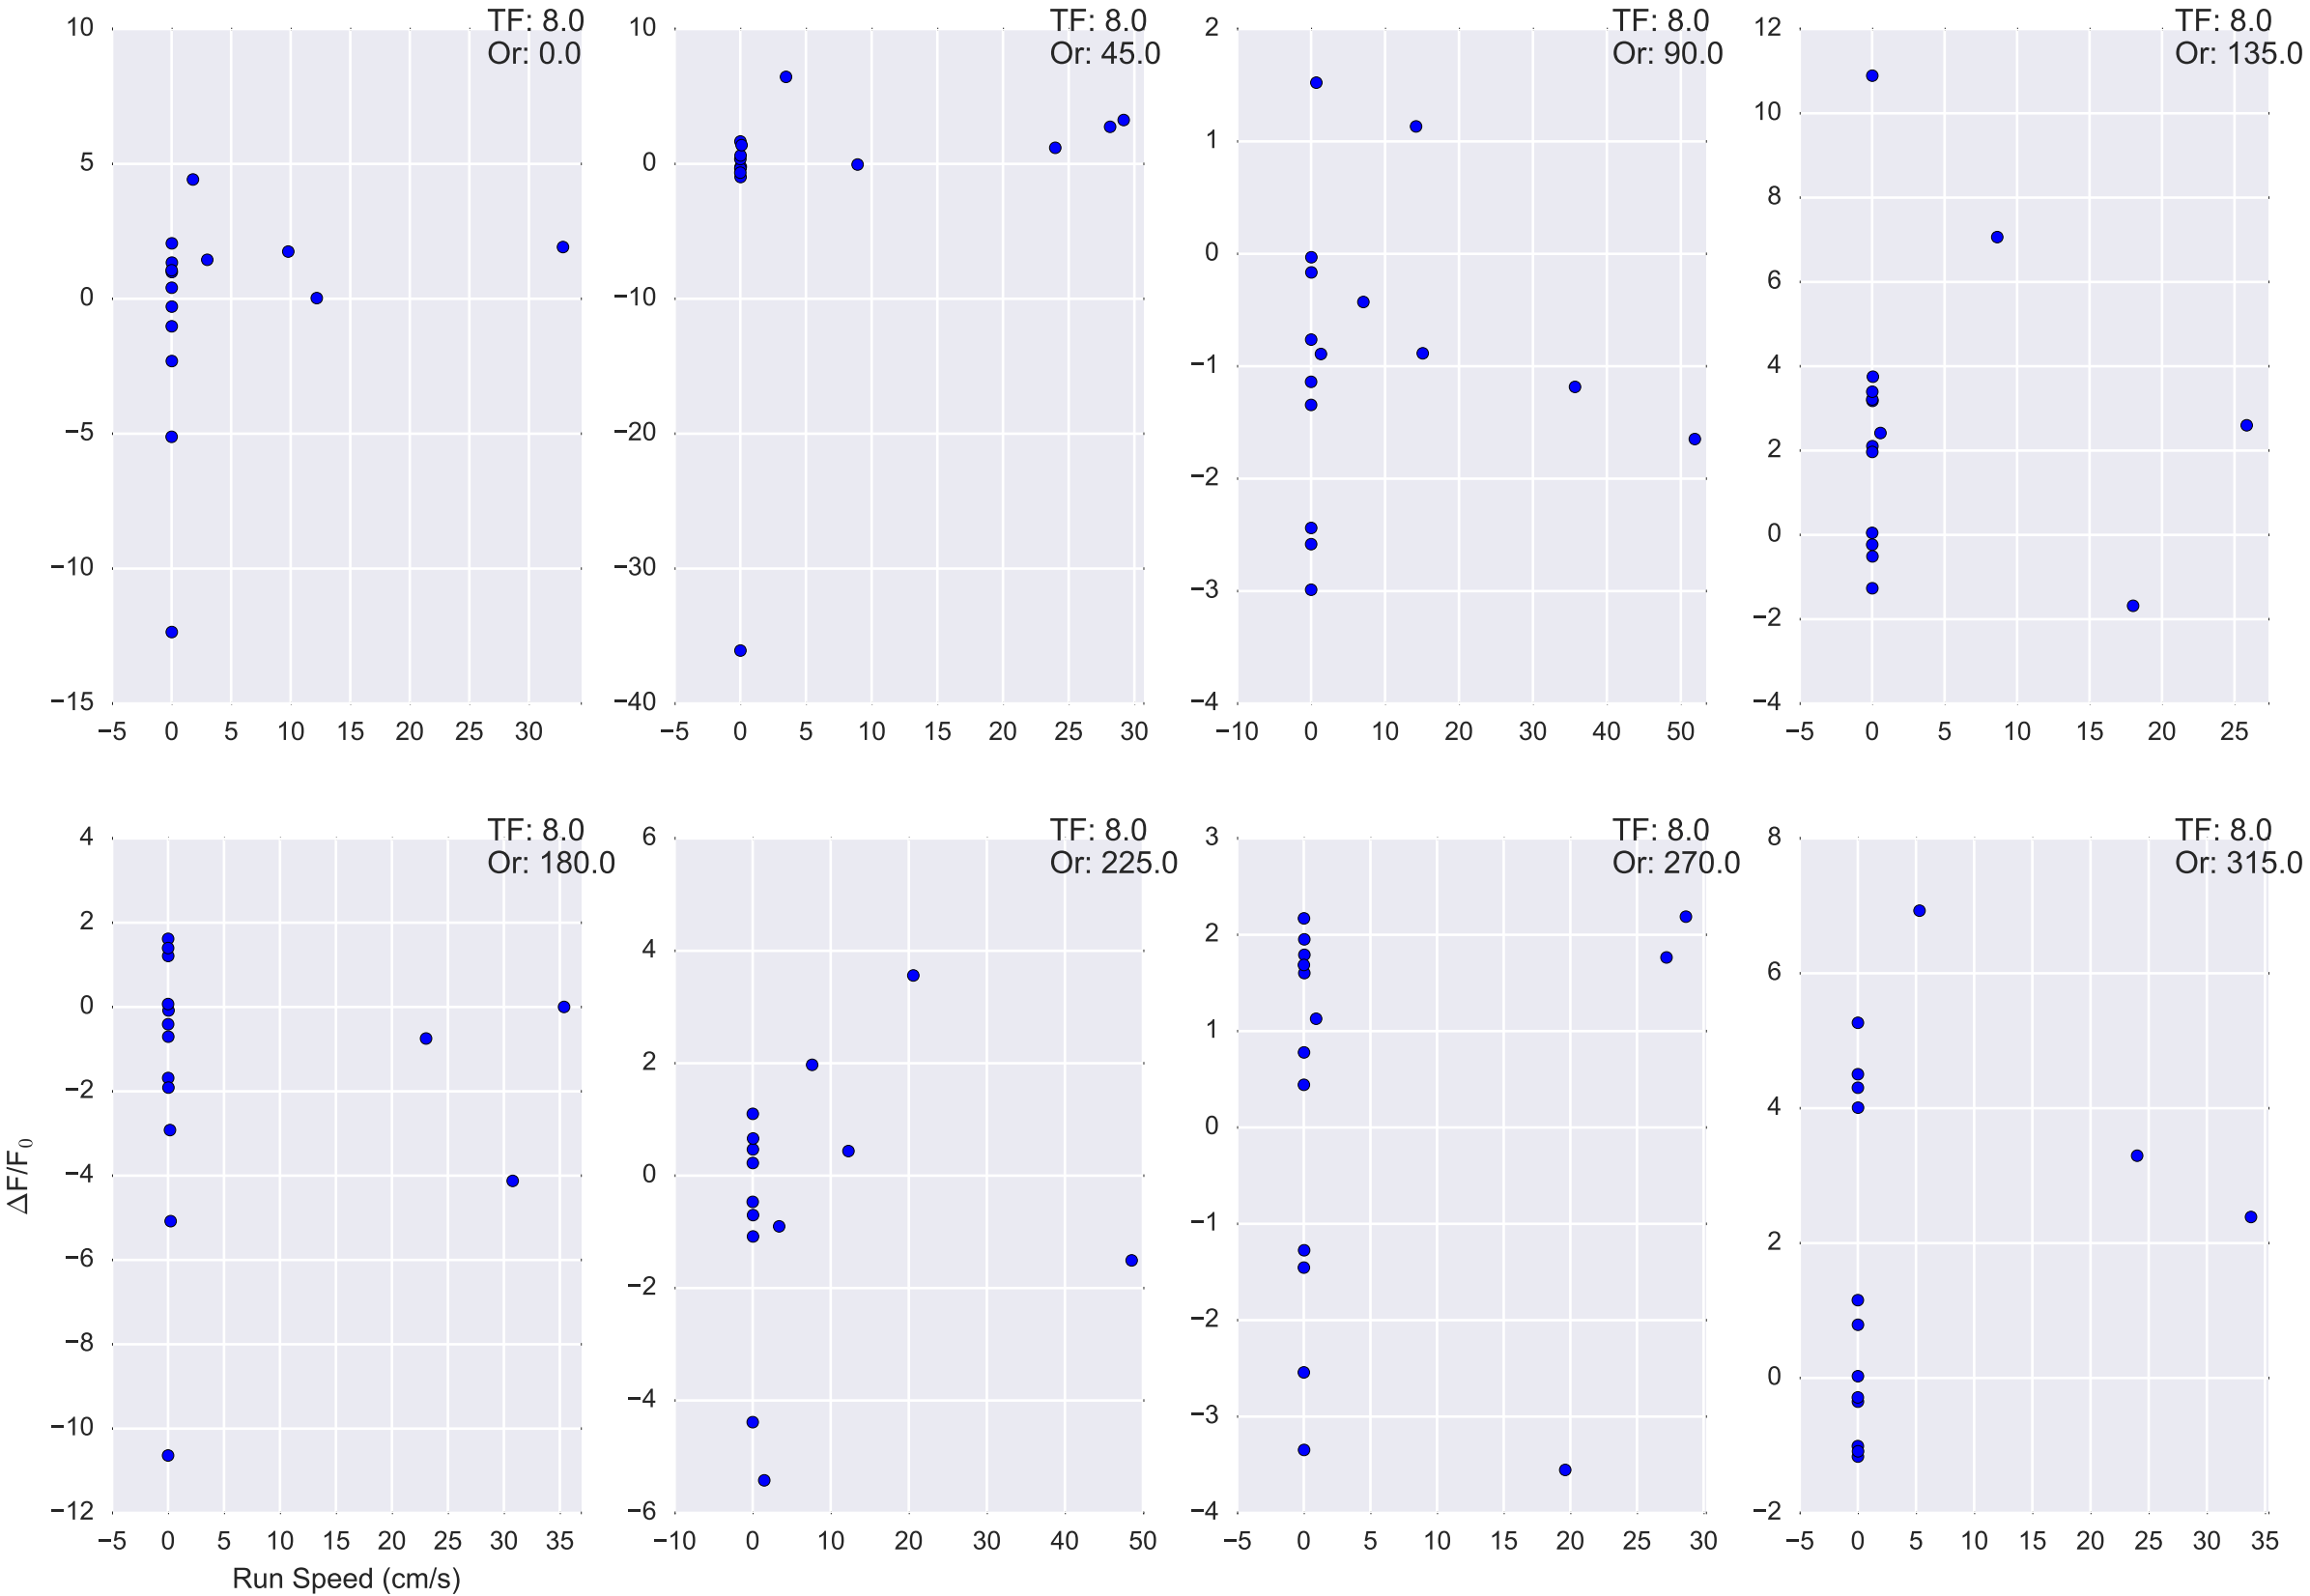 TF: 8.0
Or: 0.0
10
5
0
−5
−10
−15
−5 0 5 10 15 20 25 30
TF: 8.0
Or: 45.0
10
0
−10
−20
−30
−40
−5 0 5 10 15 20 25 30
TF: 8.0
Or: 90.0
2
1
0
−1
−2
−3
−4
−10 0 10 20 30 40 50
TF: 8.0
Or: 135.0
12
10
8
6
4
2
0
−2
−4
−5 0 5 10 15 20 25
TF: 8.0
Or: 180.0
4
2
0
−2
−4
−6
−8
−10
−12
−5 0 5 10 15 20 25 30 35
ΔF/F₀
Run Speed (cm/s)
TF: 8.0
Or: 225.0
6
4
2
0
−2
−4
−6
−10 0 10 20 30 40 50
TF: 8.0
Or: 270.0
3
2
1
0
−1
−2
−3
−4
−5 0 5 10 15 20 25 30
TF: 8.0
Or: 315.0
8
6
4
2
0
−2
−5 0 5 10 15 20 25 30 35